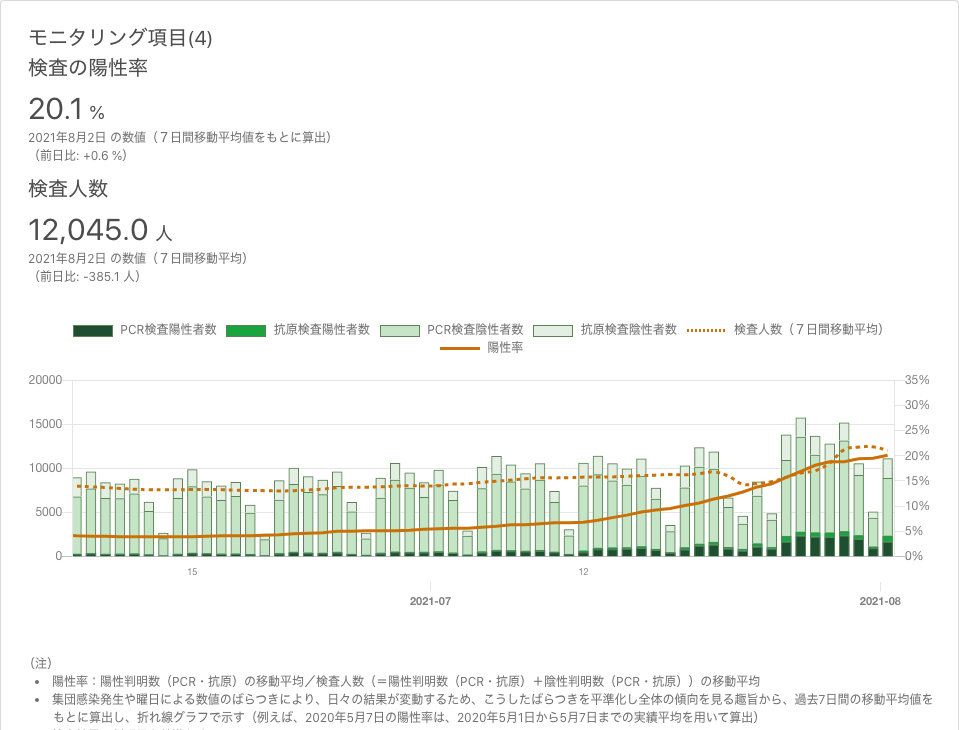 モニタリング項目(4)
検査の陽性率
20.1 %
2021年8月2日 の数値（７日間移動平均値をもとに算出）
（前日比: +0.6 %）
検査人数
12,045.0 人
2021年8月2日 の数値（７日間移動平均）
（前日比: -385.1 人）
PCR検査陽性者数 抗原検査陽性者数 PCR検査陰性者数 抗原検査陰性者数 検査人数（７日間移動平均）
陽性率
20000 35%
30%
15000 25%
20%
10000 15%
5000 10%
5%
0 0%
15 12
2021-07 2021-08
（注）
• 陽性率：陽性判明数（PCR・抗原）の移動平均／検査人数（＝陽性判明数（PCR・抗原）＋陰性判明数（PCR・抗原））の移動平均
• 集団感染発生や曜日による数値のばらつきにより、日々の結果が変動するため、こうしたばらつきを平準化し全体の傾向を見る趣旨から、過去7日間の移動平均値を
もとに算出し、折れ線グラフで示す（例えば、2020年5月7日の陽性率は、2020年5月1日から5月7日までの実績平均を用いて算出）